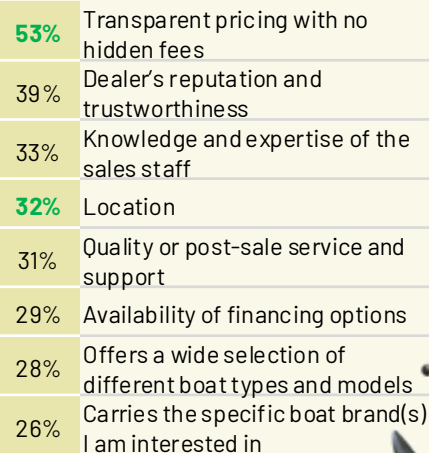 53% Transparent pricing with no
hidden fees
39% Dealer's reputation and
trustworthiness
33% Knowledge and expertise of the
sales staff
32% Location
31% Quality or post-sale service and
support
29% Availability of financing options
28% Offers a wide selection of
different boat types and models
26% Carries the specific boat brand(s)
I am interested in